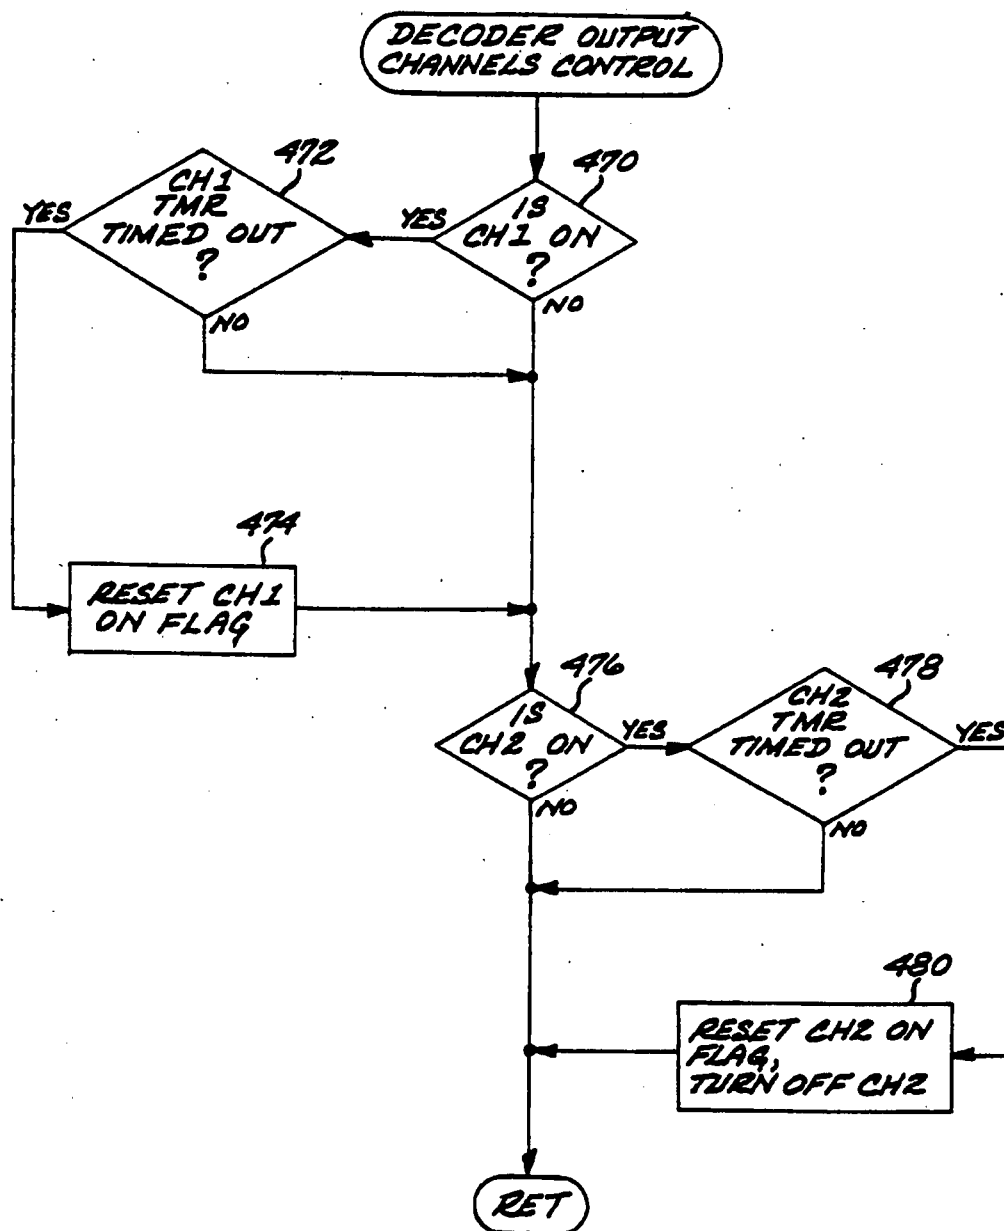 DECODER OUTPUT
CHANNELS CONTROL
472
470
CH1
TMR
TIMED OUT
?
YES
YES
IS
CH1 ON
?
NO
NO
474
RESET CH1
ON FLAG
476
478
IS
CH2 ON
?
YES
CH2
TMR
TIMED OUT
?
YES
NO
NO
480
RESET CH2 ON
FLAG,
TURN OFF CH2
RET